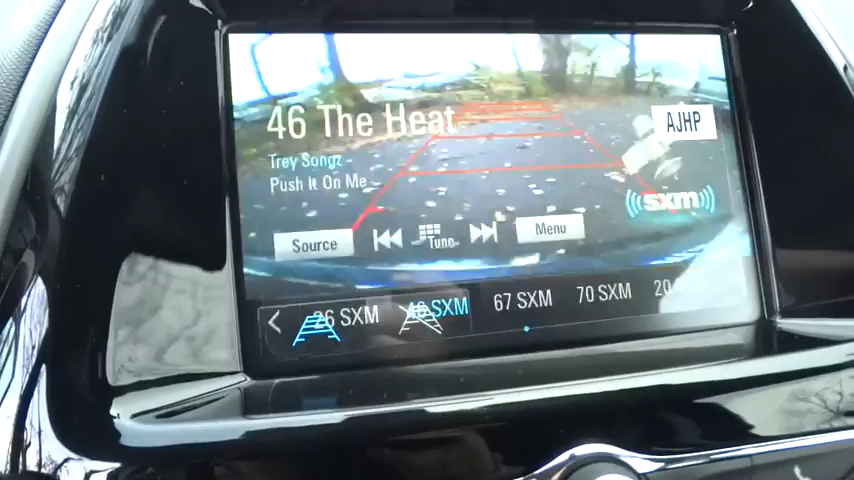 46 The Heat
AJHP
Trey Songz
Push It On Me
sxm
Source
Tune
Menu
26 SXM
46 SXM
67 SXM
70 SXM
20